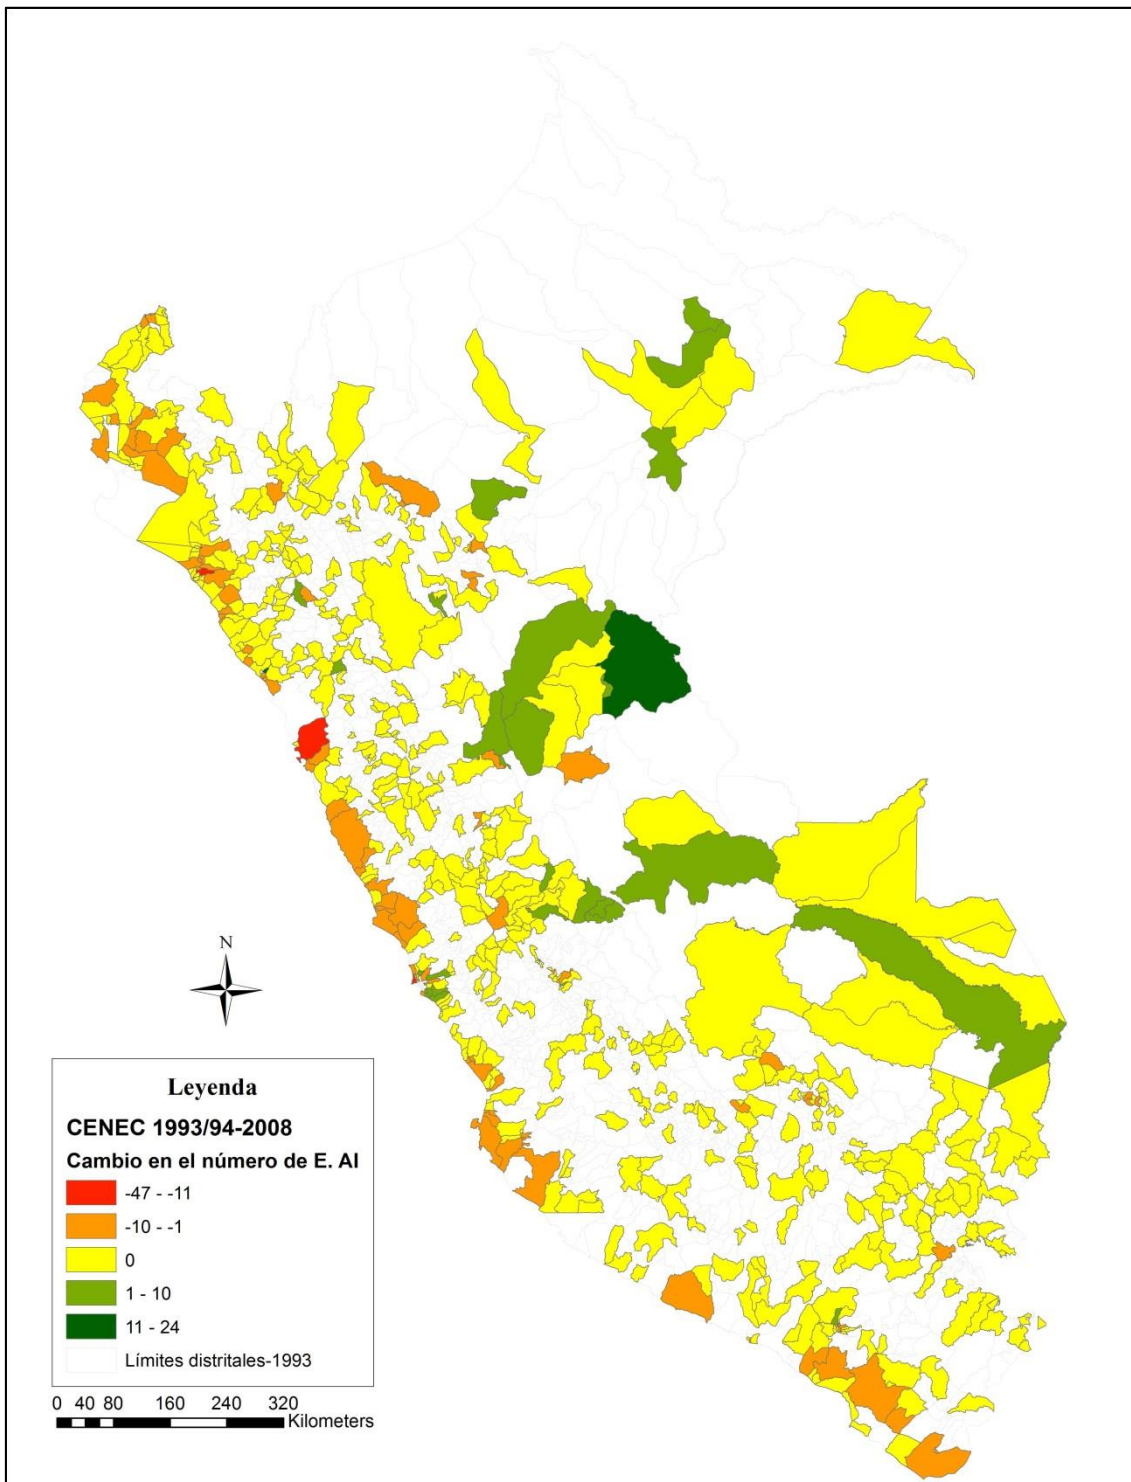 N
Leyenda
CENEC 1993/94-2008
Cambio en el número de E. AI
-47 - -11
-10 - -1
0
1 - 10
11 - 24
Límites distritales-1993
0 40 80 160 240 320
Kilometers